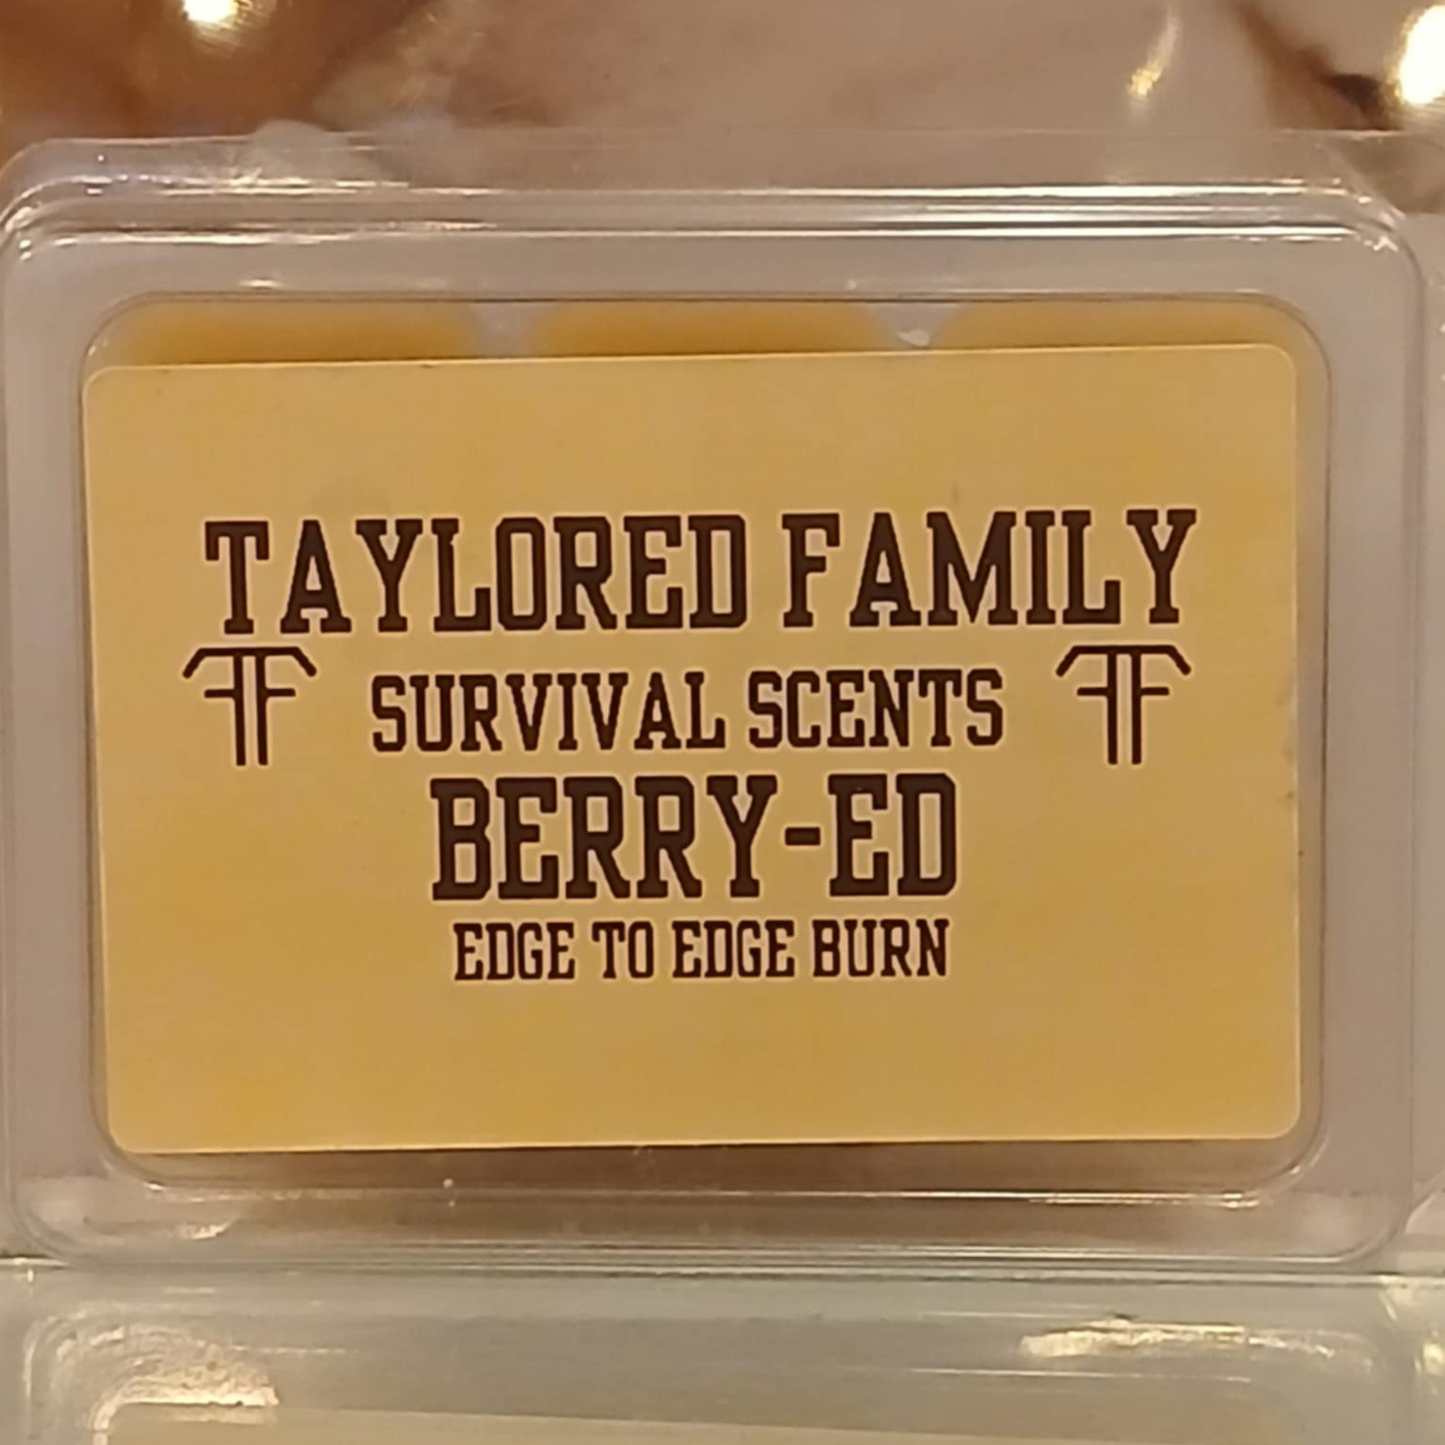 TAYLORED FAMILY
SURVIVAL SCENTS
BERRY-ED
EDGE TO EDGE BURN